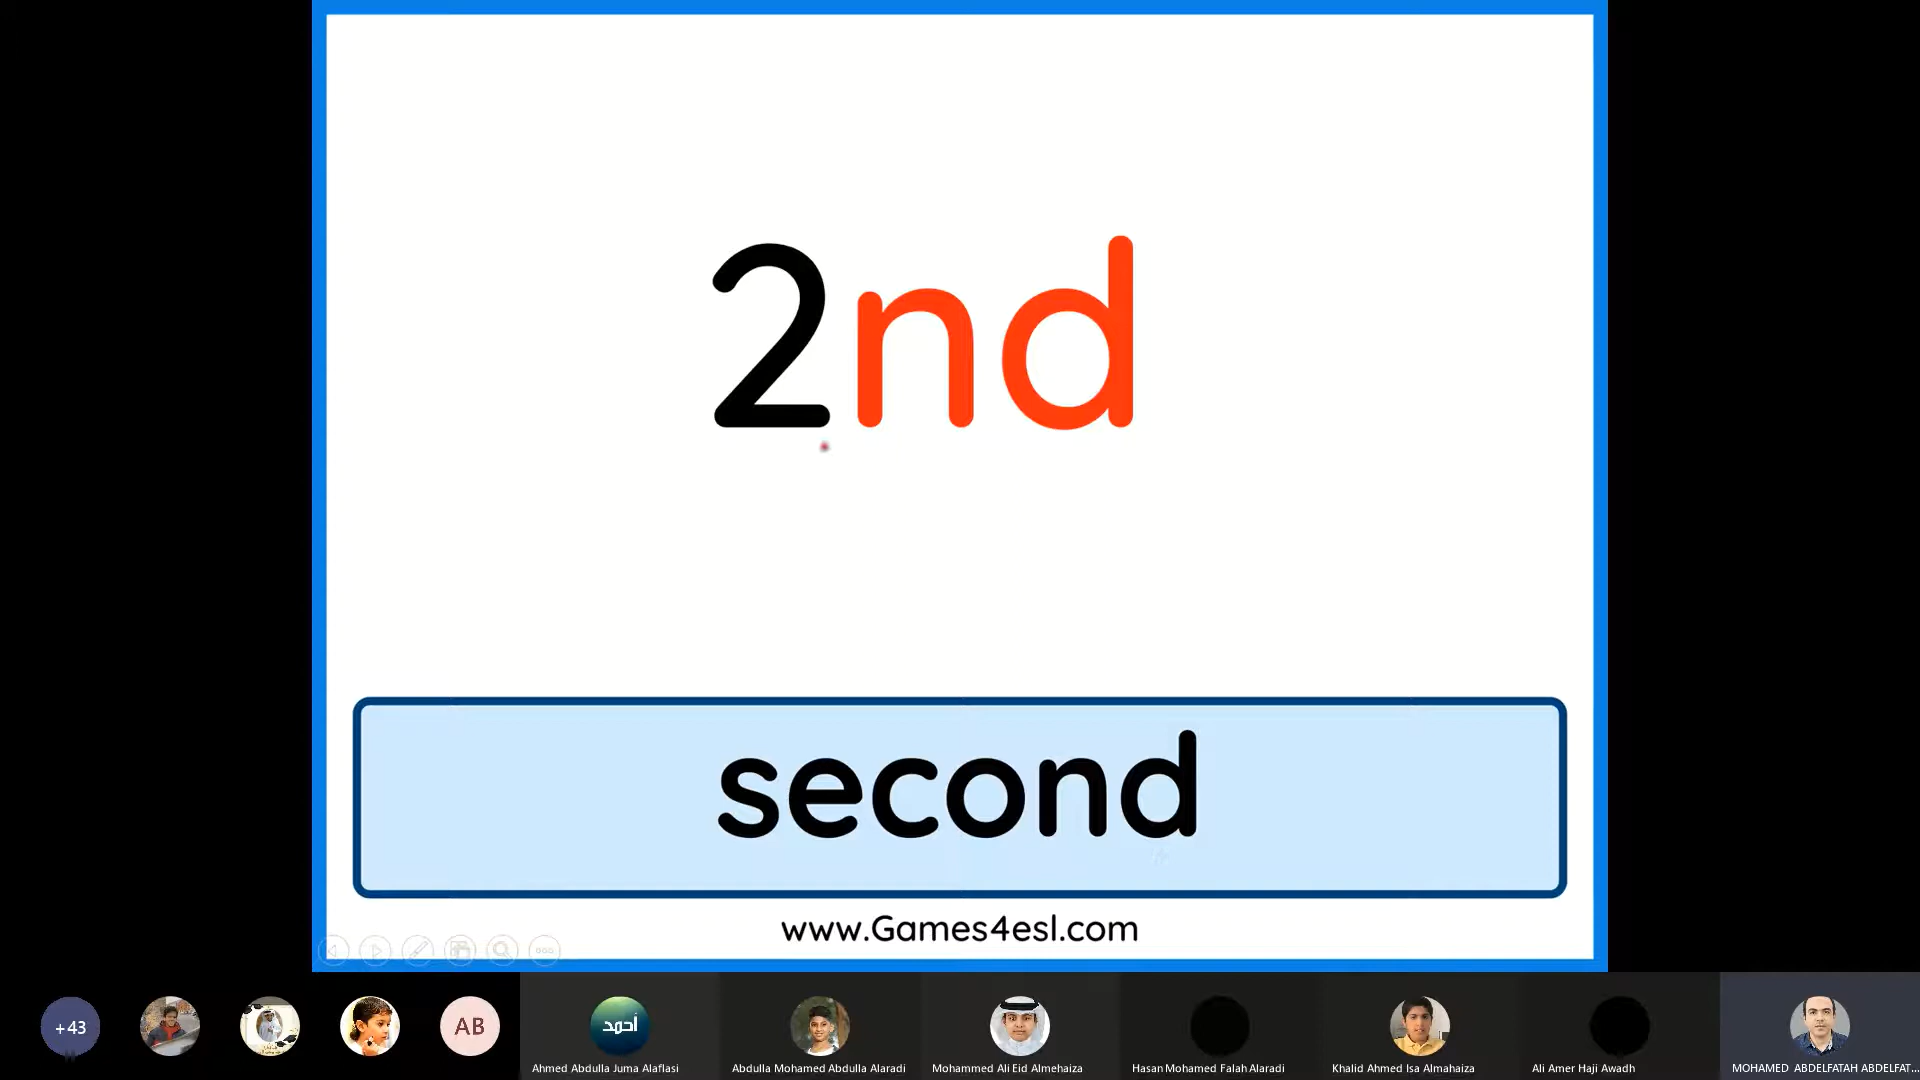 2nd
second
www.Games4esl.com
+43
AB
أحمد
Ahmed Abdulla Juma Alaflasi
Abdulla Mohamed Abdulla Alaradi
Mohammed Ali Eid Almehaiza
Hasan Mohamed Falah Alaradi
Khalid Ahmed Isa Almahaiza
Ali Amer Haji Awadh
MOHAMED ABDELFATAH ABDELFAT...